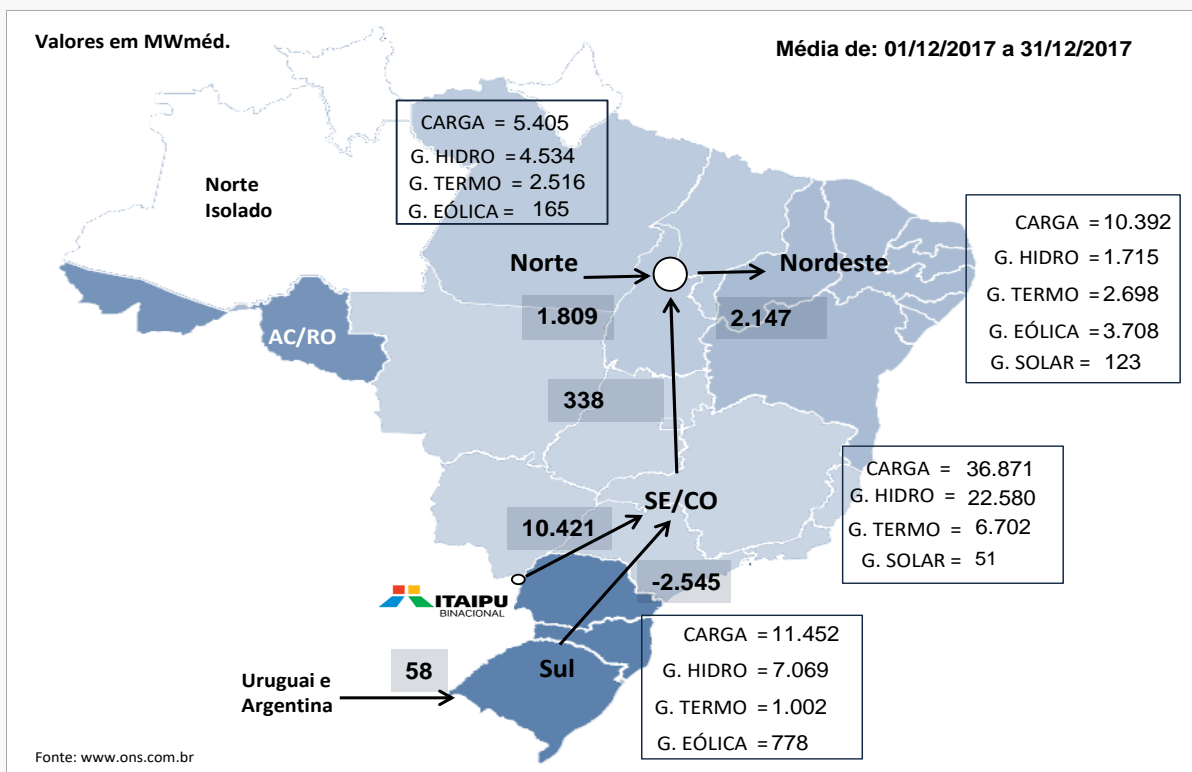 Valores em MWméd.
Média de: 01/12/2017 a 31/12/2017
CARGA = 5.405
G. HIDRO = 4.534
G. TERMO = 2.516
G. EÓLICA = 165
Norte
Isolado
CARGA = 10.392
G. HIDRO = 1.715
G. TERMO = 2.698
G. EÓLICA = 3.708
G. SOLAR = 123
Norte
Nordeste
1.809
2.147
AC/RO
338
CARGA = 36.871
G. HIDRO = 22.580
G. TERMO = 6.702
G. SOLAR = 51
SE/CO
10.421
-2.545
ITAIPU
BINACIONAL
CARGA = 11.452
G. HIDRO = 7.069
G. TERMO = 1.002
G. EÓLICA = 778
58
Sul
Uruguai e
Argentina
Fonte: www.ons.com.br